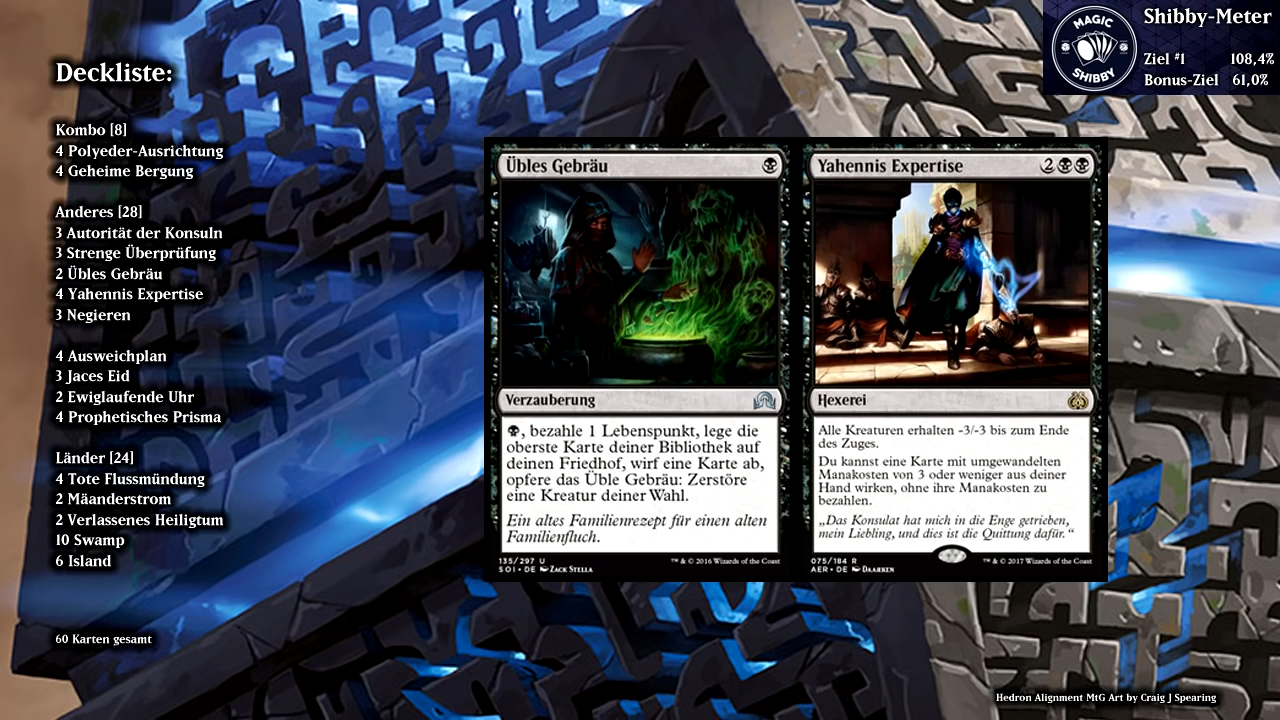 Deckliste:
Kombo [8]
4 Polyeder-Ausrichtung
4 Geheime Bergung
Anderes [28]
3 Autorität der Konsuln
3 Strenge Überprüfung
2 Übles Gebräu
4 Yahennis Expertise
3 Negieren
4 Ausweichplan
3 Jaces Eid
2 Ewiglaufende Uhr
4 Prophetisches Prisma
Länder [24]
4 Tote Flussmündung
2 Mäanderstrom
2 Verlassenes Heiligtum
10 Swamp
6 Island
60 Karten gesamt
Übles Gebräu
Verzauberung
, bezahle 1 Lebenspunkt, lege die
oberste Karte deiner Bibliothek auf
deinen Friedhof, wirf eine Karte ab,
opfere das Üble Gebräu: Zerstöre
eine Kreatur deiner Wahl.
Ein altes Familienrezept für einen alten
Familienfluch.
135/297 U
SOI • DE ZACK STELLA
™ & © 2016 Wizards of the Coast
Yahennis Expertise
2
Hexerei
Alle Kreaturen erhalten -3/-3 bis zum Ende
des Zuges.
Du kannst eine Karte mit umgewandelten
Manakosten von 3 oder weniger aus deiner
Hand wirken, ohne ihre Manakosten zu
bezahlen.
„Das Konsulat hat mich in die Enge getrieben,
mein Liebling, und dies ist die Quittung dafür.“
075/184 R
AER • DE DAARKEN
™ & © 2017 Wizards of the Coast
MAGIC
SHIBBY
Shibby-Meter
Ziel #1 108,4%
Bonus-Ziel 61,0%
Hedron Alignment MtG Art by Craig J Spearing